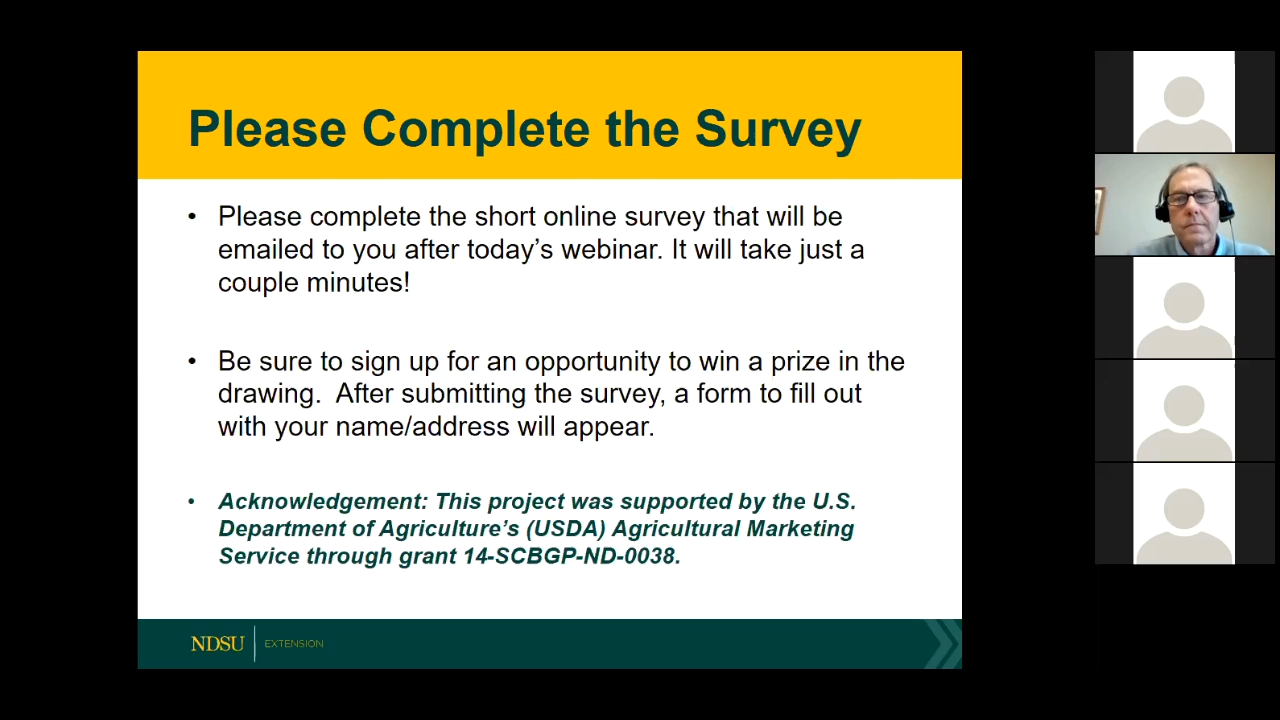 Please Complete the Survey
• Please complete the short online survey that will be
emailed to you after today’s webinar. It will take just a
couple minutes!
• Be sure to sign up for an opportunity to win a prize in the
drawing.  After submitting the survey, a form to fill out
with your name/address will appear.
• Acknowledgement: This project was supported by the U.S.
Department of Agriculture’s (USDA) Agricultural Marketing
Service through grant 14-SCBGP-ND-0038.
NDSU EXTENSION